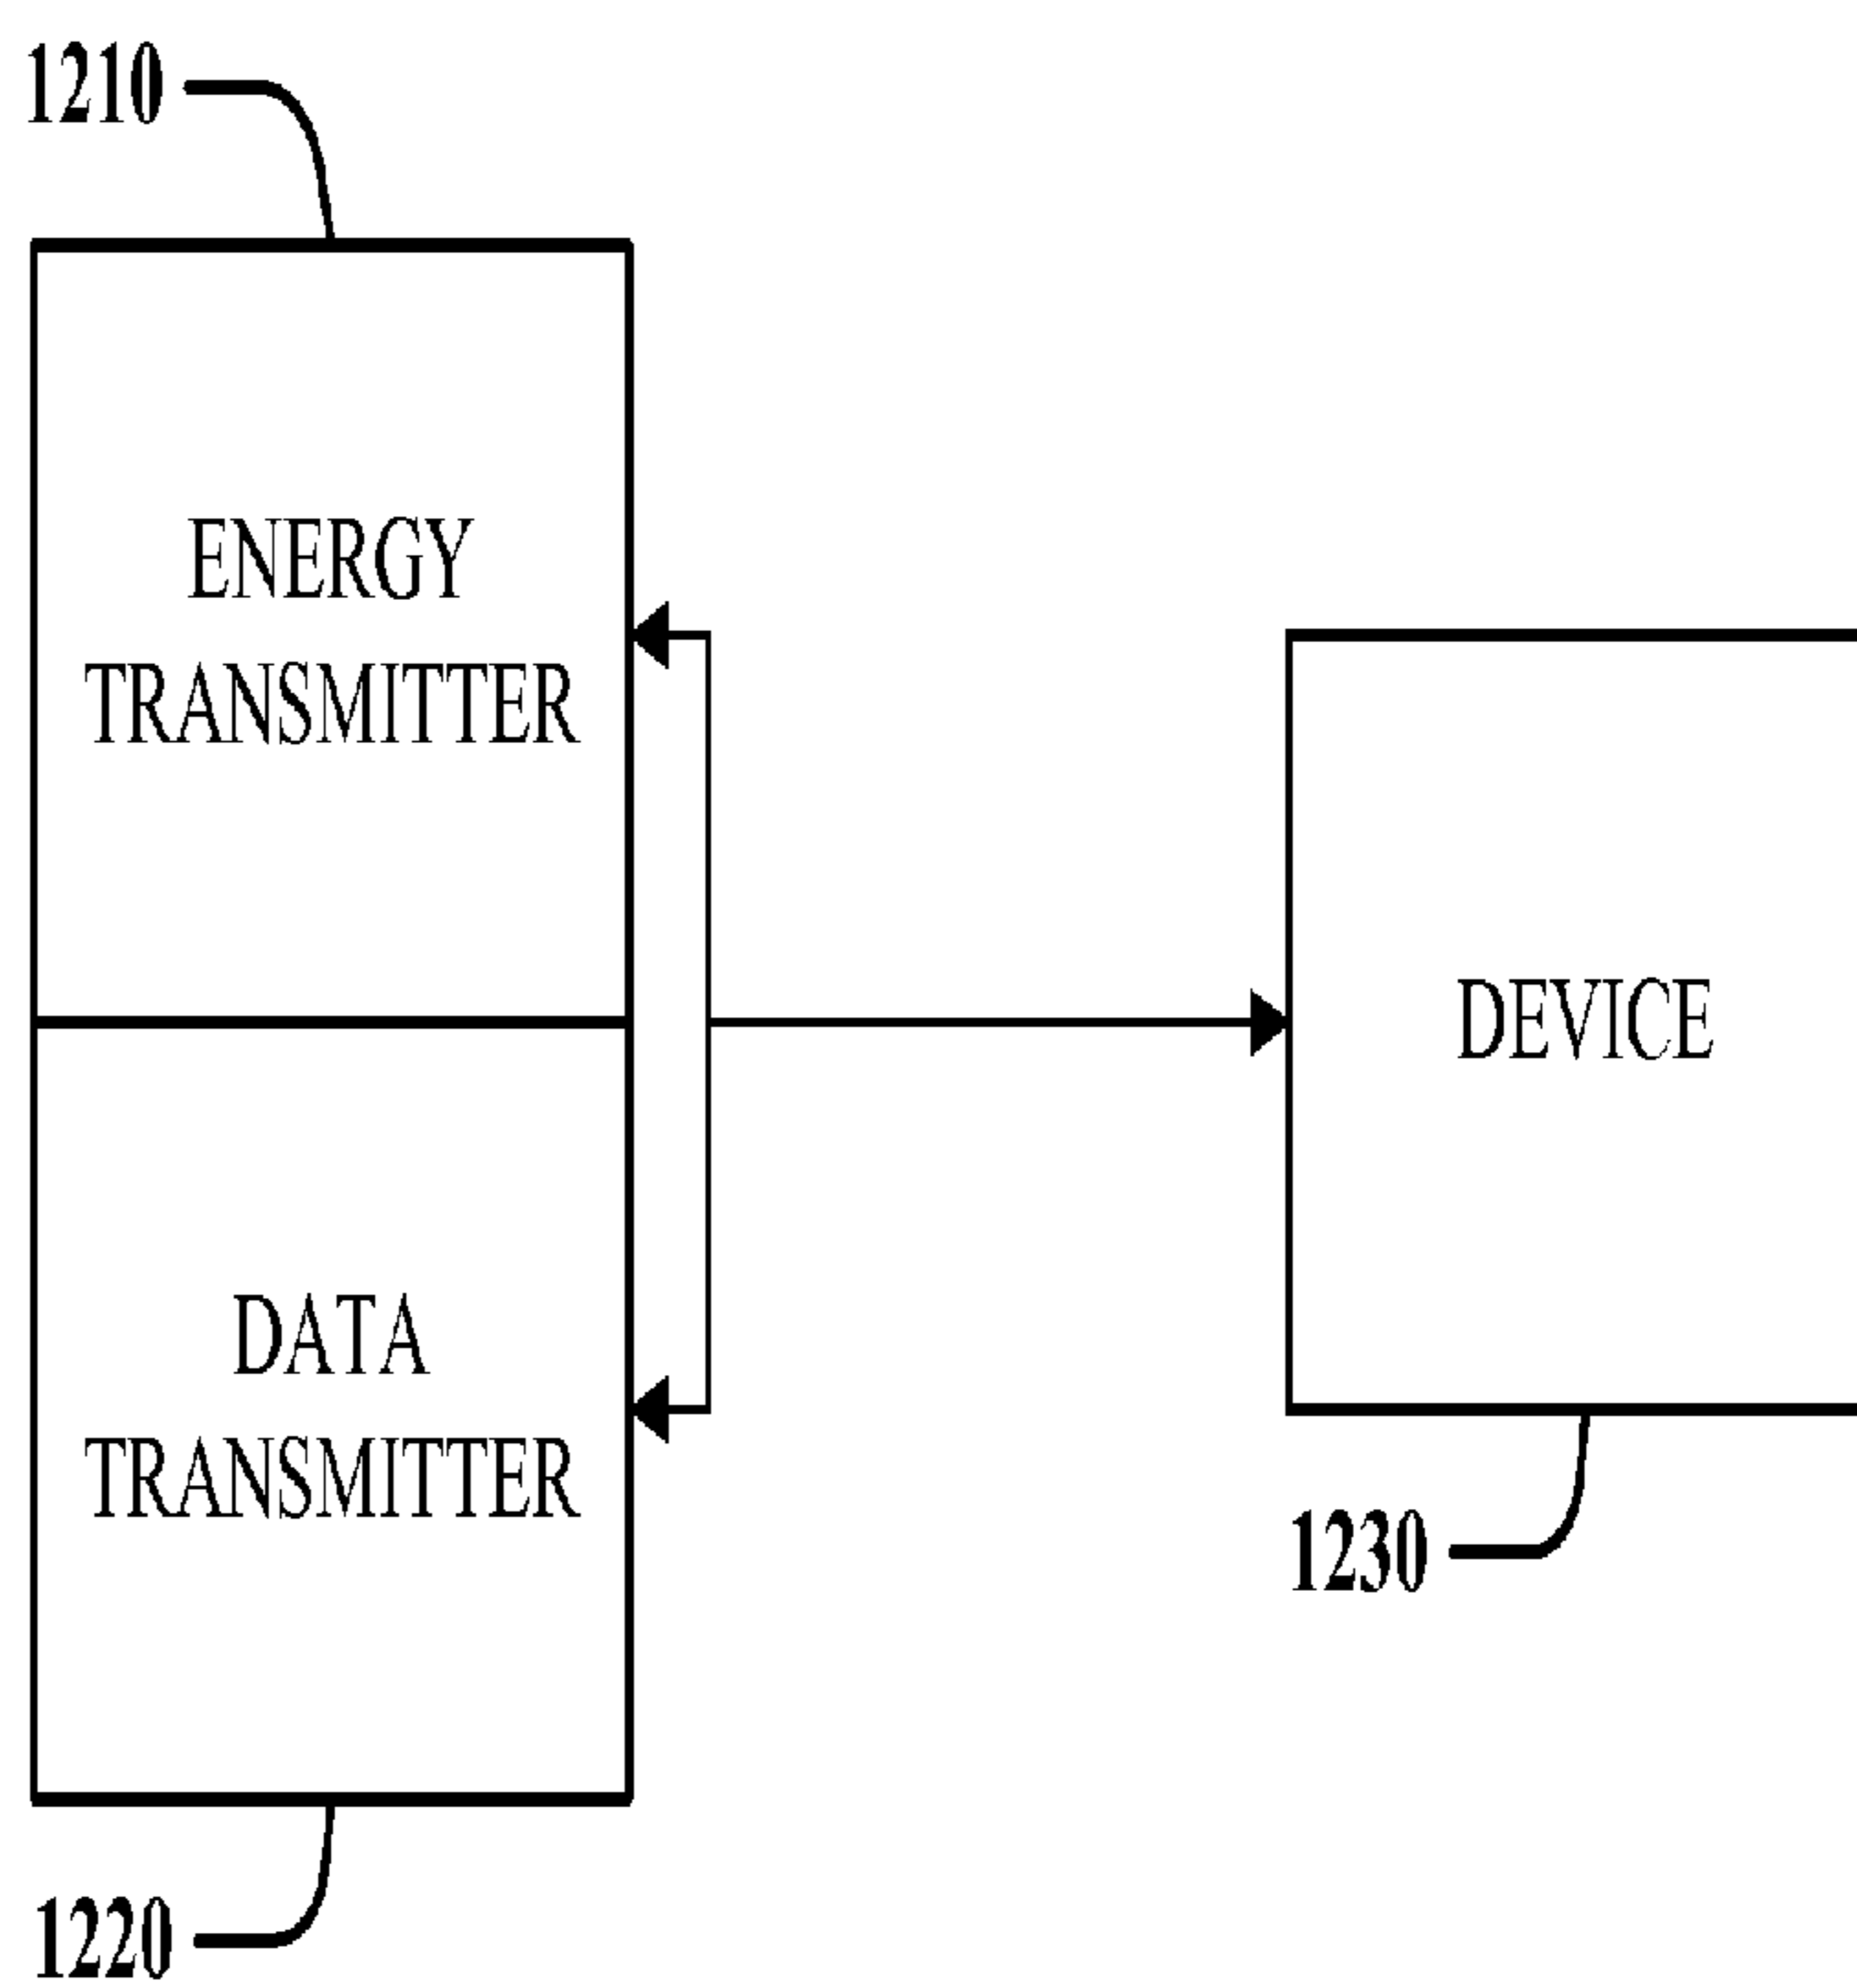 1210
ENERGY
TRANSMITTER
DEVICE
DATA
TRANSMITTER
1230
1220